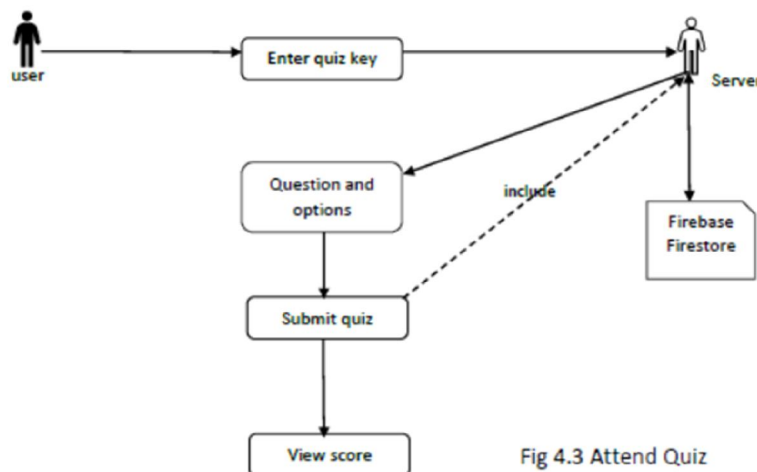 user
Enter quiz key
Server
Question and
options
include
Firebase
Firestore
Submit quiz
View score
Fig 4.3 Attend Quiz